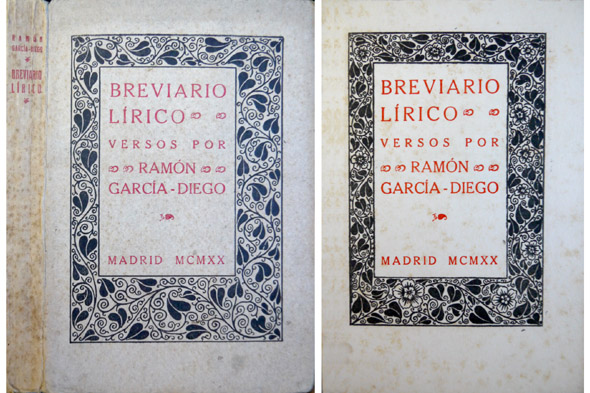 RAMÓN
GARCÍA-DIEGO
BREVIARIO
LÍRICO
BREVIARIO
LÍRICO
VERSOS POR
RAMÓN
GARCÍA-DIEGO
MADRID MCMXX
BREVIARIO
LÍRICO
VERSOS POR
RAMÓN
GARCÍA-DIEGO
MADRID MCMXX